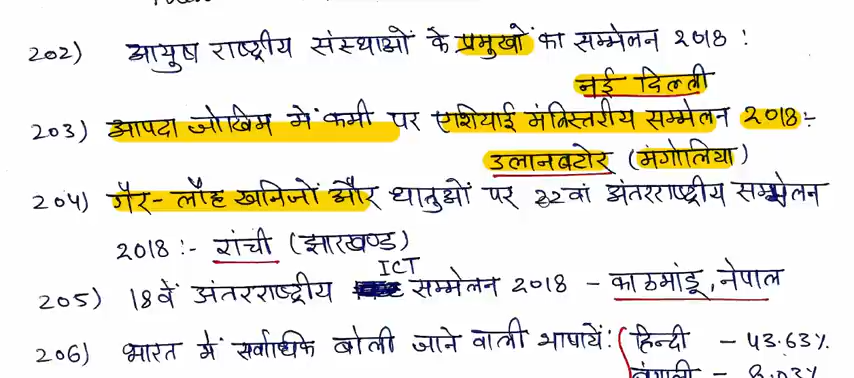 202) आयुष राष्ट्रीय संस्थाओं के प्रमुखों का सम्मेलन 2018 :
नई दिल्ली
203) आपदा जोखिम में कमी पर एशियाई मंत्रिस्तरीय सम्मेलन 2018:-
उलानबटोर (मंगोलिया)
204) गैर-लौह खनिजों और धातुओं पर 22वां अंतरराष्ट्रीय सम्मेलन
2018 :- रांची (झारखण्ड)
205) 18वें अंतरराष्ट्रीय ICT सम्मेलन 2018 - काठमांडू, नेपाल
206) भारत में सर्वाधिक बोली जाने वाली भाषायें: (हिन्दी - 43.63%
बंगाली - 8.03%